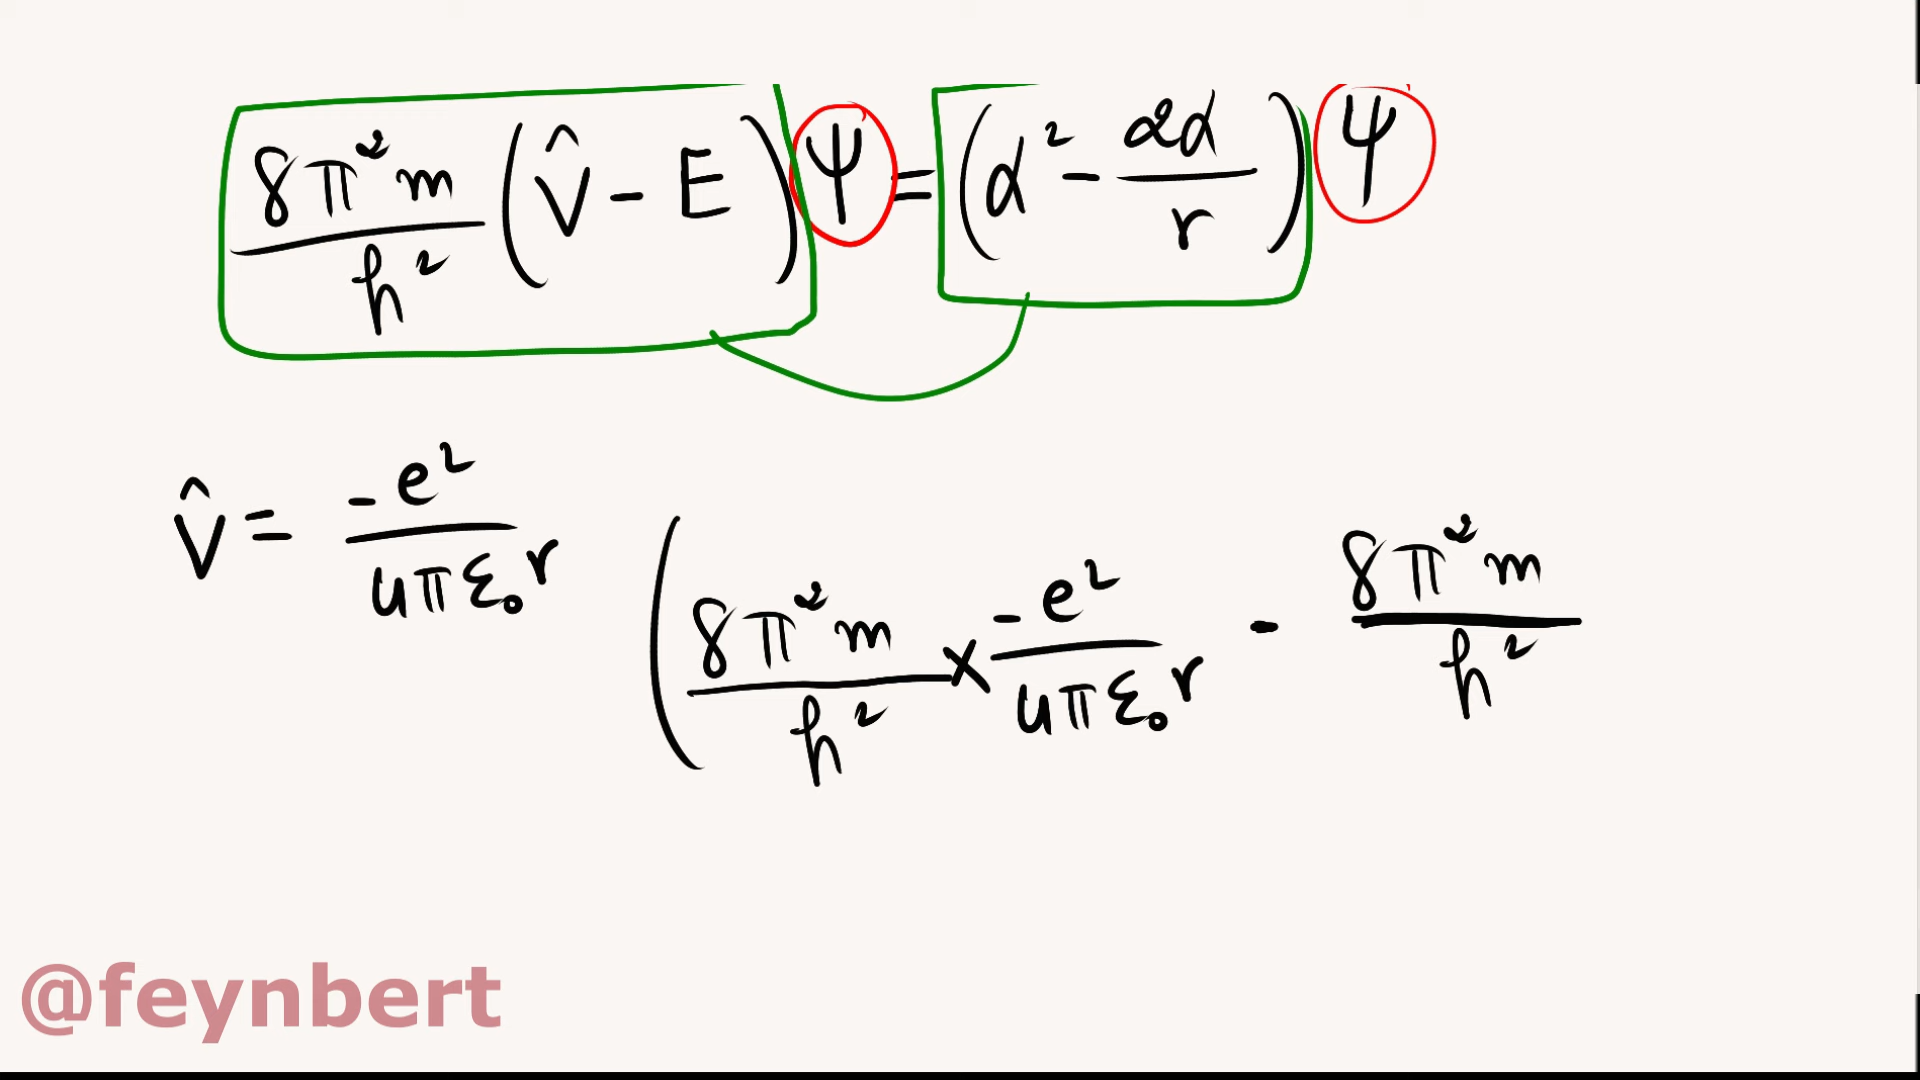 8π²m/h² (V̂ - E) Ψ = (α² - 2α/r) Ψ
V̂ = -e²/4πε₀r
(8π²m/h² × -e²/4πε₀r - 8π²m/h²
@feynbert